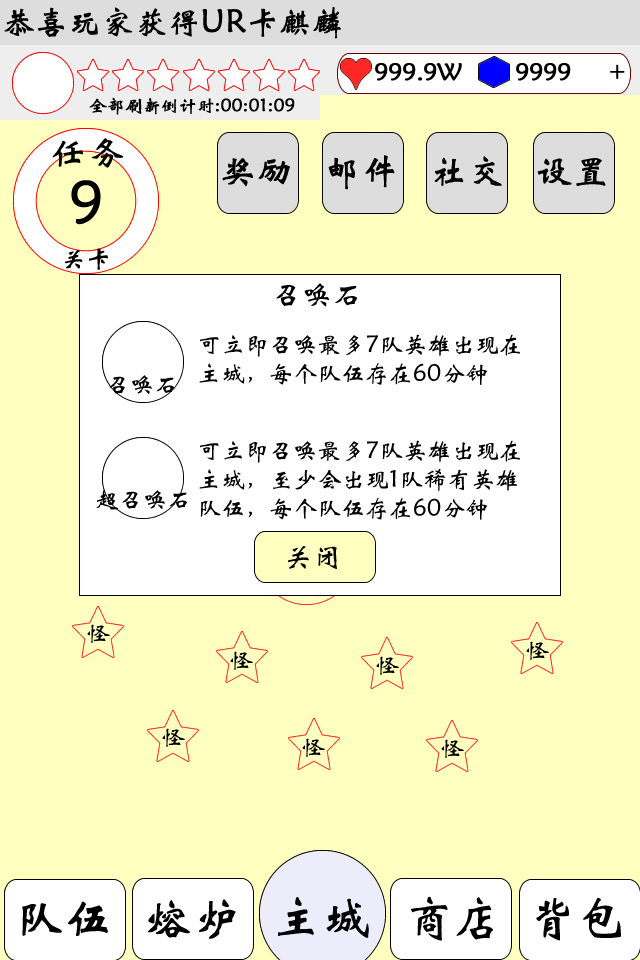 恭喜玩家获得UR卡麒麟
999.9W
9999
+
全部刷新倒计时:00:01:09
任务
9
关卡
奖励
邮件
社交
设置
召唤石
召唤石
可立即召唤最多7队英雄出现在
主城，每个队伍存在60分钟
超召唤石
可立即召唤最多7队英雄出现在
主城，至少会出现1队稀有英雄
队伍，每个队伍存在60分钟
关闭
怪
怪
怪
怪
怪
怪
怪
队伍
熔炉
主城
商店
背包